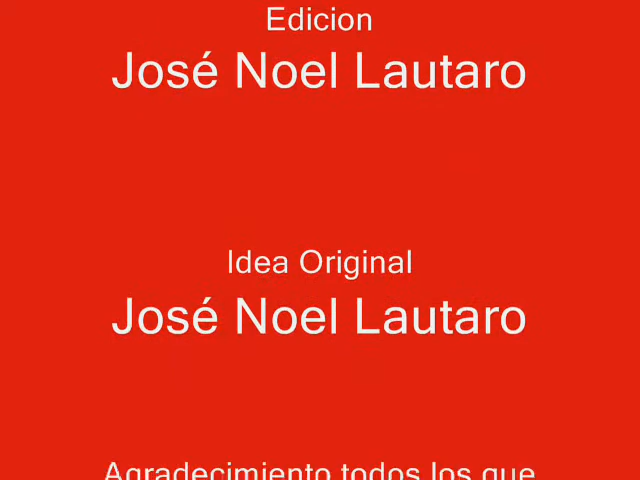 Edicion
José Noel Lautaro
Idea Original
José Noel Lautaro
Agradecimiento todos los que